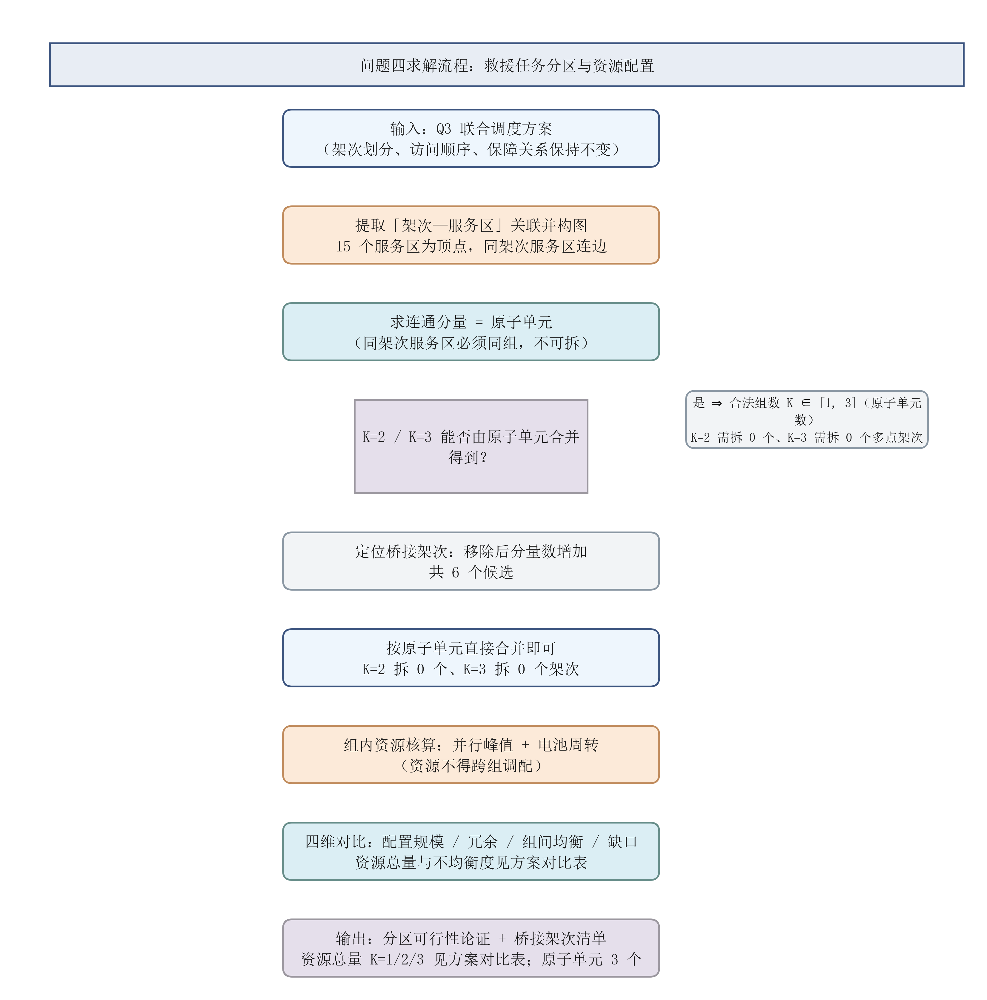 问题四求解流程：救援任务分区与资源配置
输入：Q3 联合调度方案
（架次划分、访问顺序、保障关系保持不变）
提取「架次—服务区」关联并构图
15 个服务区为顶点，同架次服务区连边
求连通分量 = 原子单元
（同架次服务区必须同组，不可拆）
K=2 / K=3 能否由原子单元合并
得到？
是 ⇒ 合法组数 K ∈ [1, 3]（原子单元
数）
K=2 需拆 0 个、K=3 需拆 0 个多点架次
定位桥接架次：移除后分量数增加
共 6 个候选
按原子单元直接合并即可
K=2 拆 0 个、K=3 拆 0 个架次
组内资源核算：并行峰值 + 电池周转
（资源不得跨组调配）
四维对比：配置规模 / 冗余 / 组间均衡 / 缺口
资源总量与不均衡度见方案对比表
输出：分区可行性论证 + 桥接架次清单
资源总量 K=1/2/3 见方案对比表；原子单元 3 个